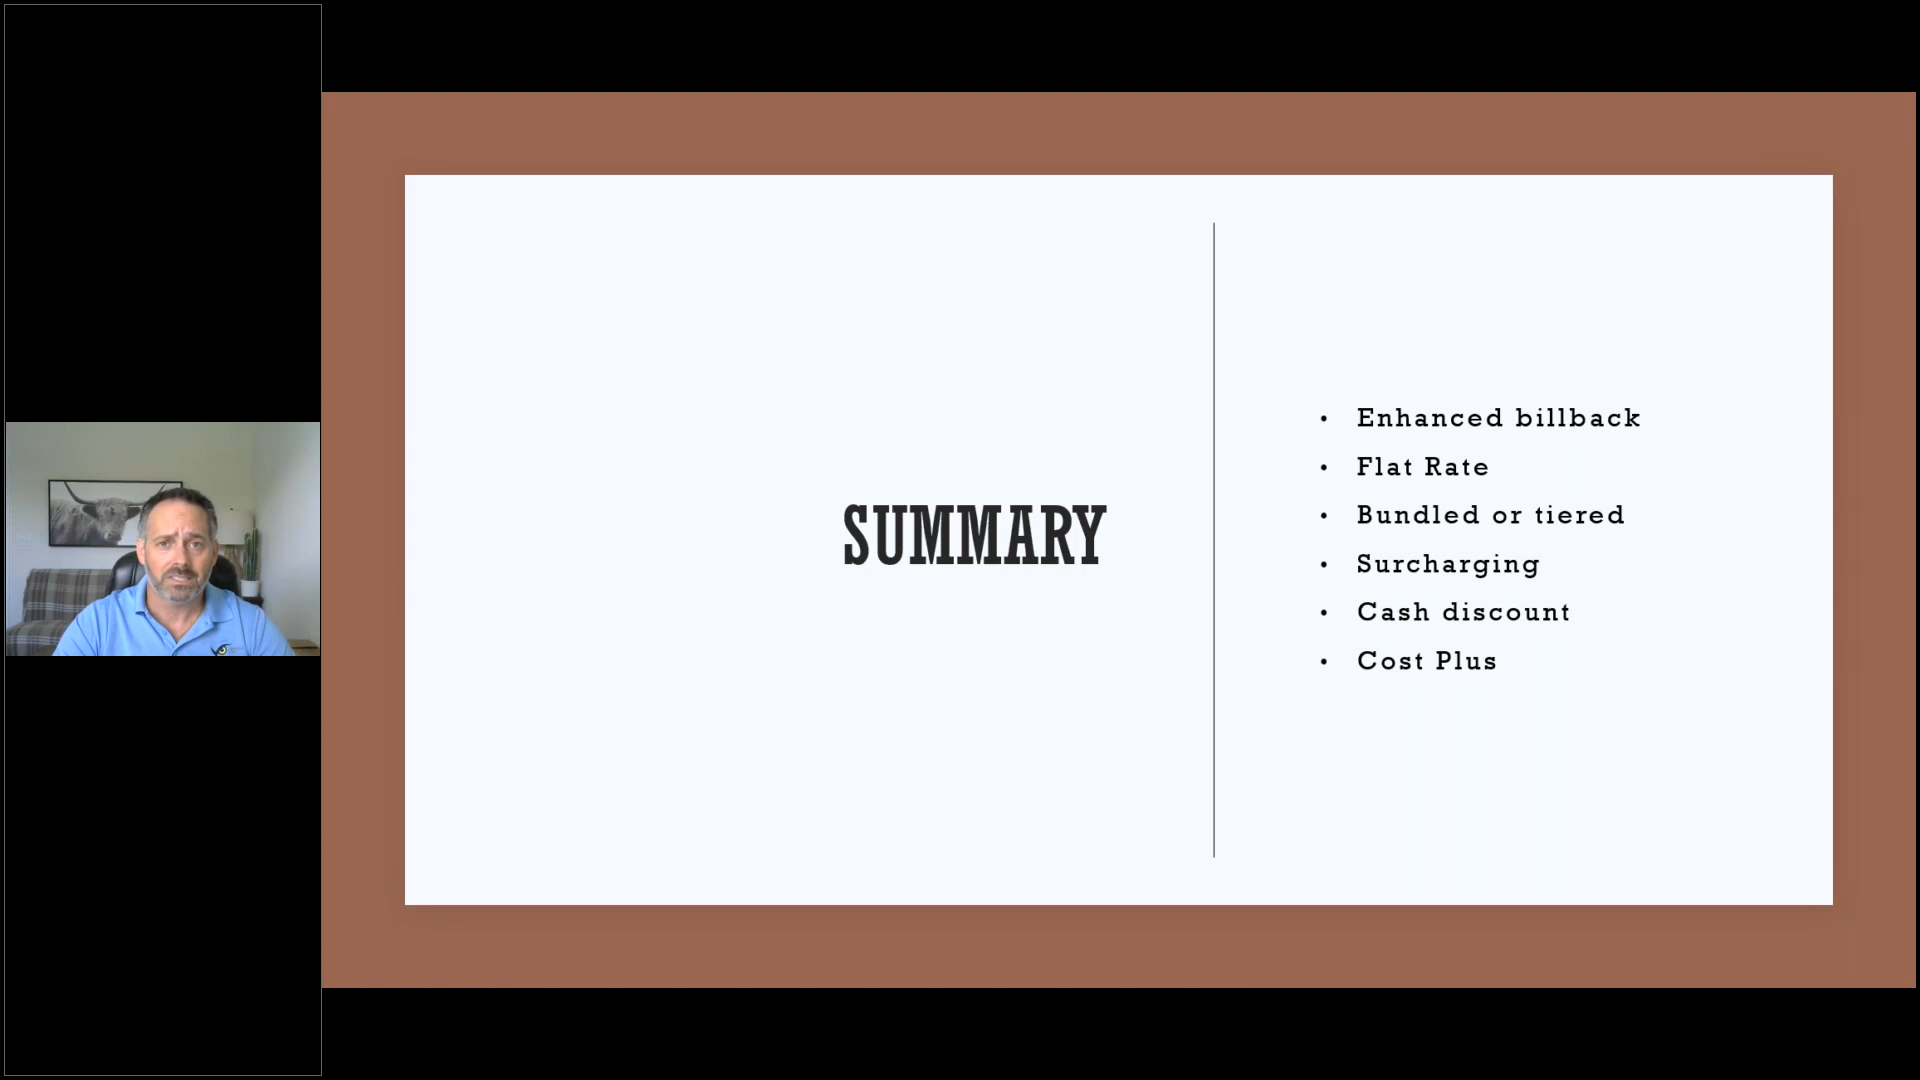 SUMMARY
• Enhanced billback
• Flat Rate
• Bundled or tiered
• Surcharging
• Cash discount
• Cost Plus